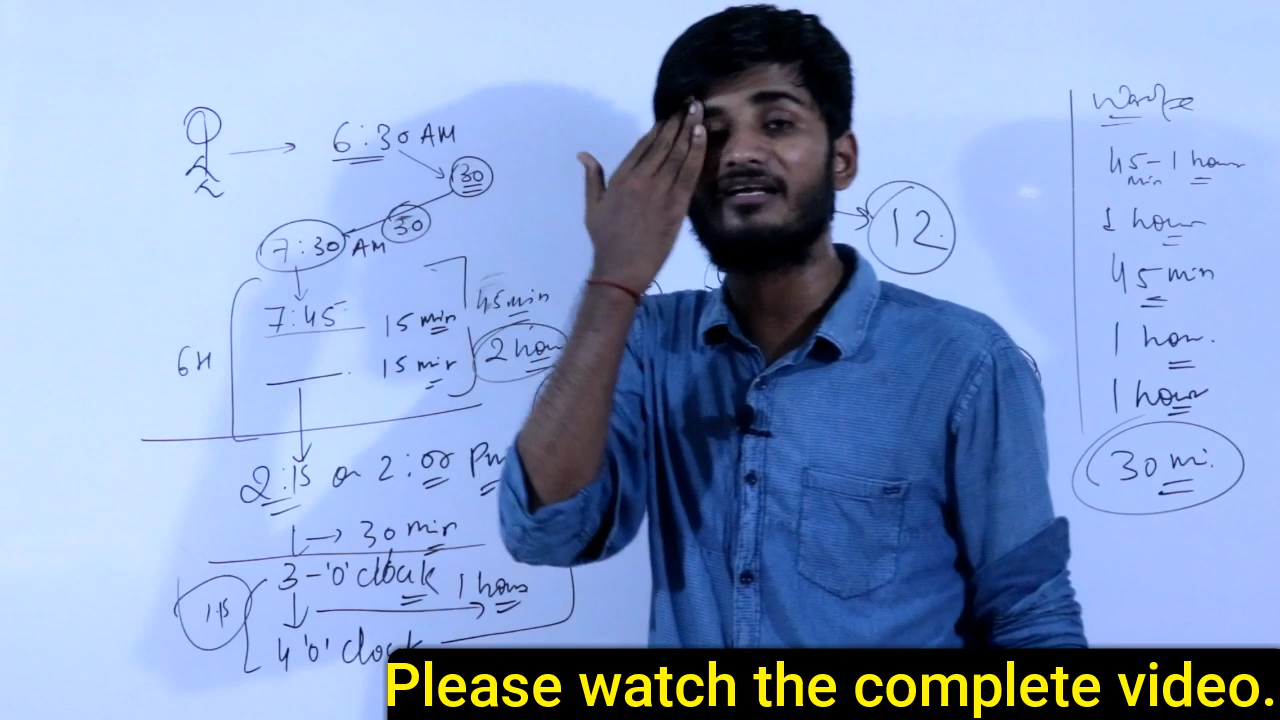 6:30 AM
30
30
7:30 AM
7:45
15 min
45 min
15 min
2 hou
6H
2:15 or 2:or Pm
1 → 30 min
3-'0' clock
1 hour
1.15
4 '0' clock
12
45 - 1 hour
min
1 hour
45 min
1 hour.
1 hour
30 mi.
Please watch the complete video.